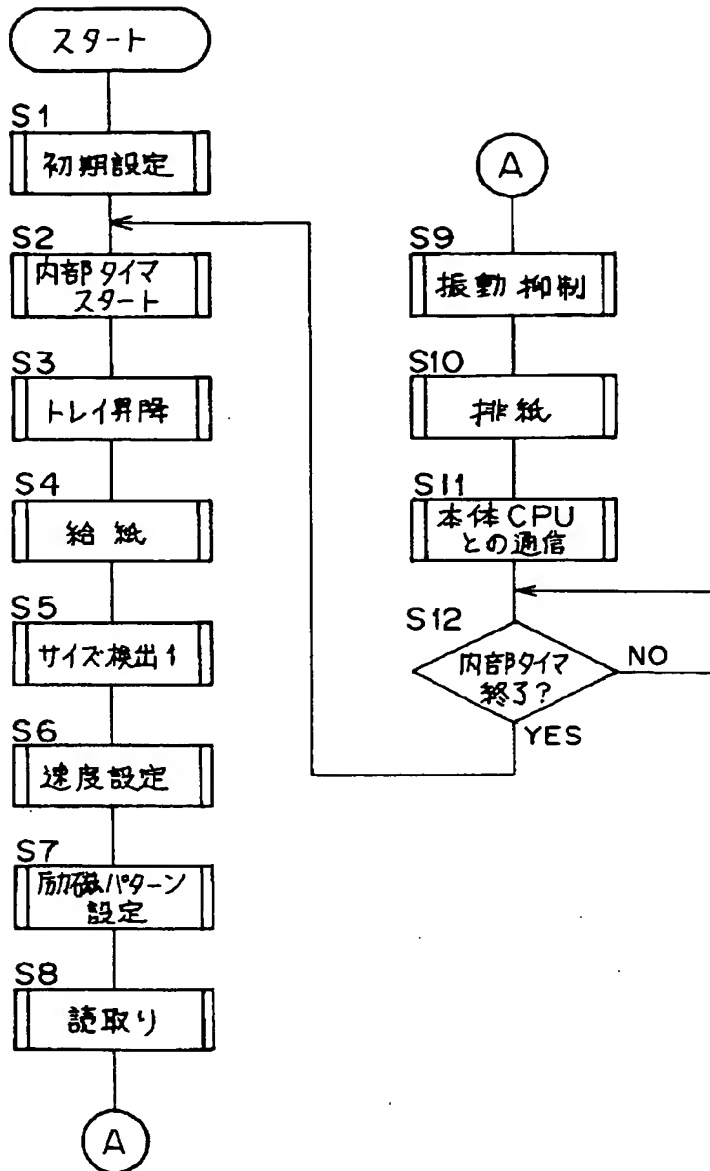 スタート
S1
初期設定
S2
内部タイマ
スタート
S3
トレイ昇降
S4
給紙
S5
サイズ検出1
S6
速度設定
S7
励磁パターン
設定
S8
読取り
A
A
S9
振動抑制
S10
排紙
S11
本体CPU
との通信
S12
内部タイマ
終了?
NO
YES